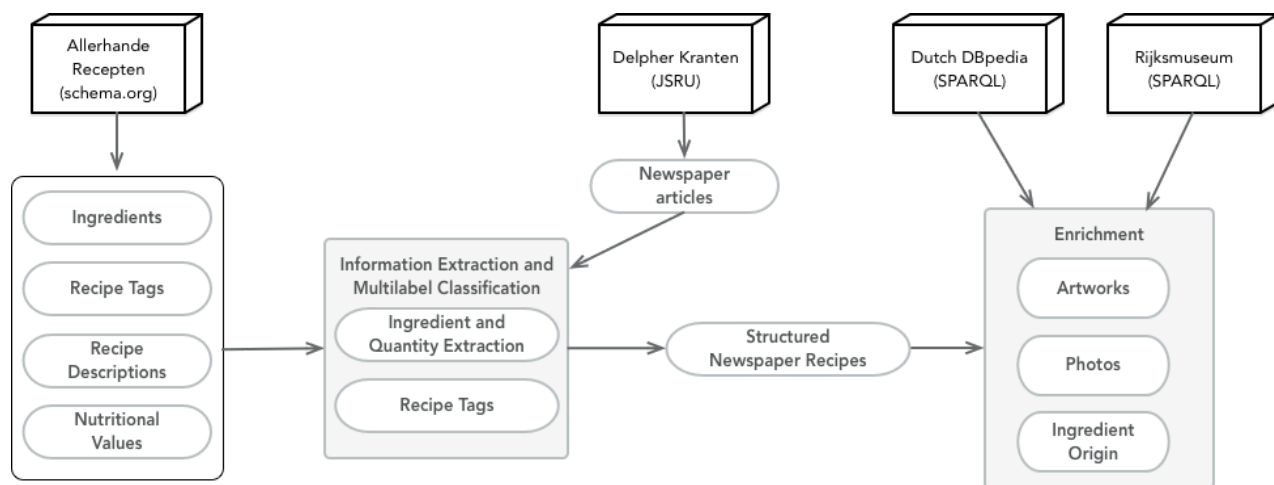 Allerhande
Recepten
(schema.org)
Delpher Kranten
(JSRU)
Dutch DBpedia
(SPARQL)
Rijksmuseum
(SPARQL)
Newspaper
articles
Ingredients
Recipe Tags
Recipe
Descriptions
Nutritional
Values
Information Extraction and
Multilabel Classification
Ingredient and
Quantity Extraction
Recipe Tags
Structured
Newspaper Recipes
Enrichment
Artworks
Photos
Ingredient
Origin